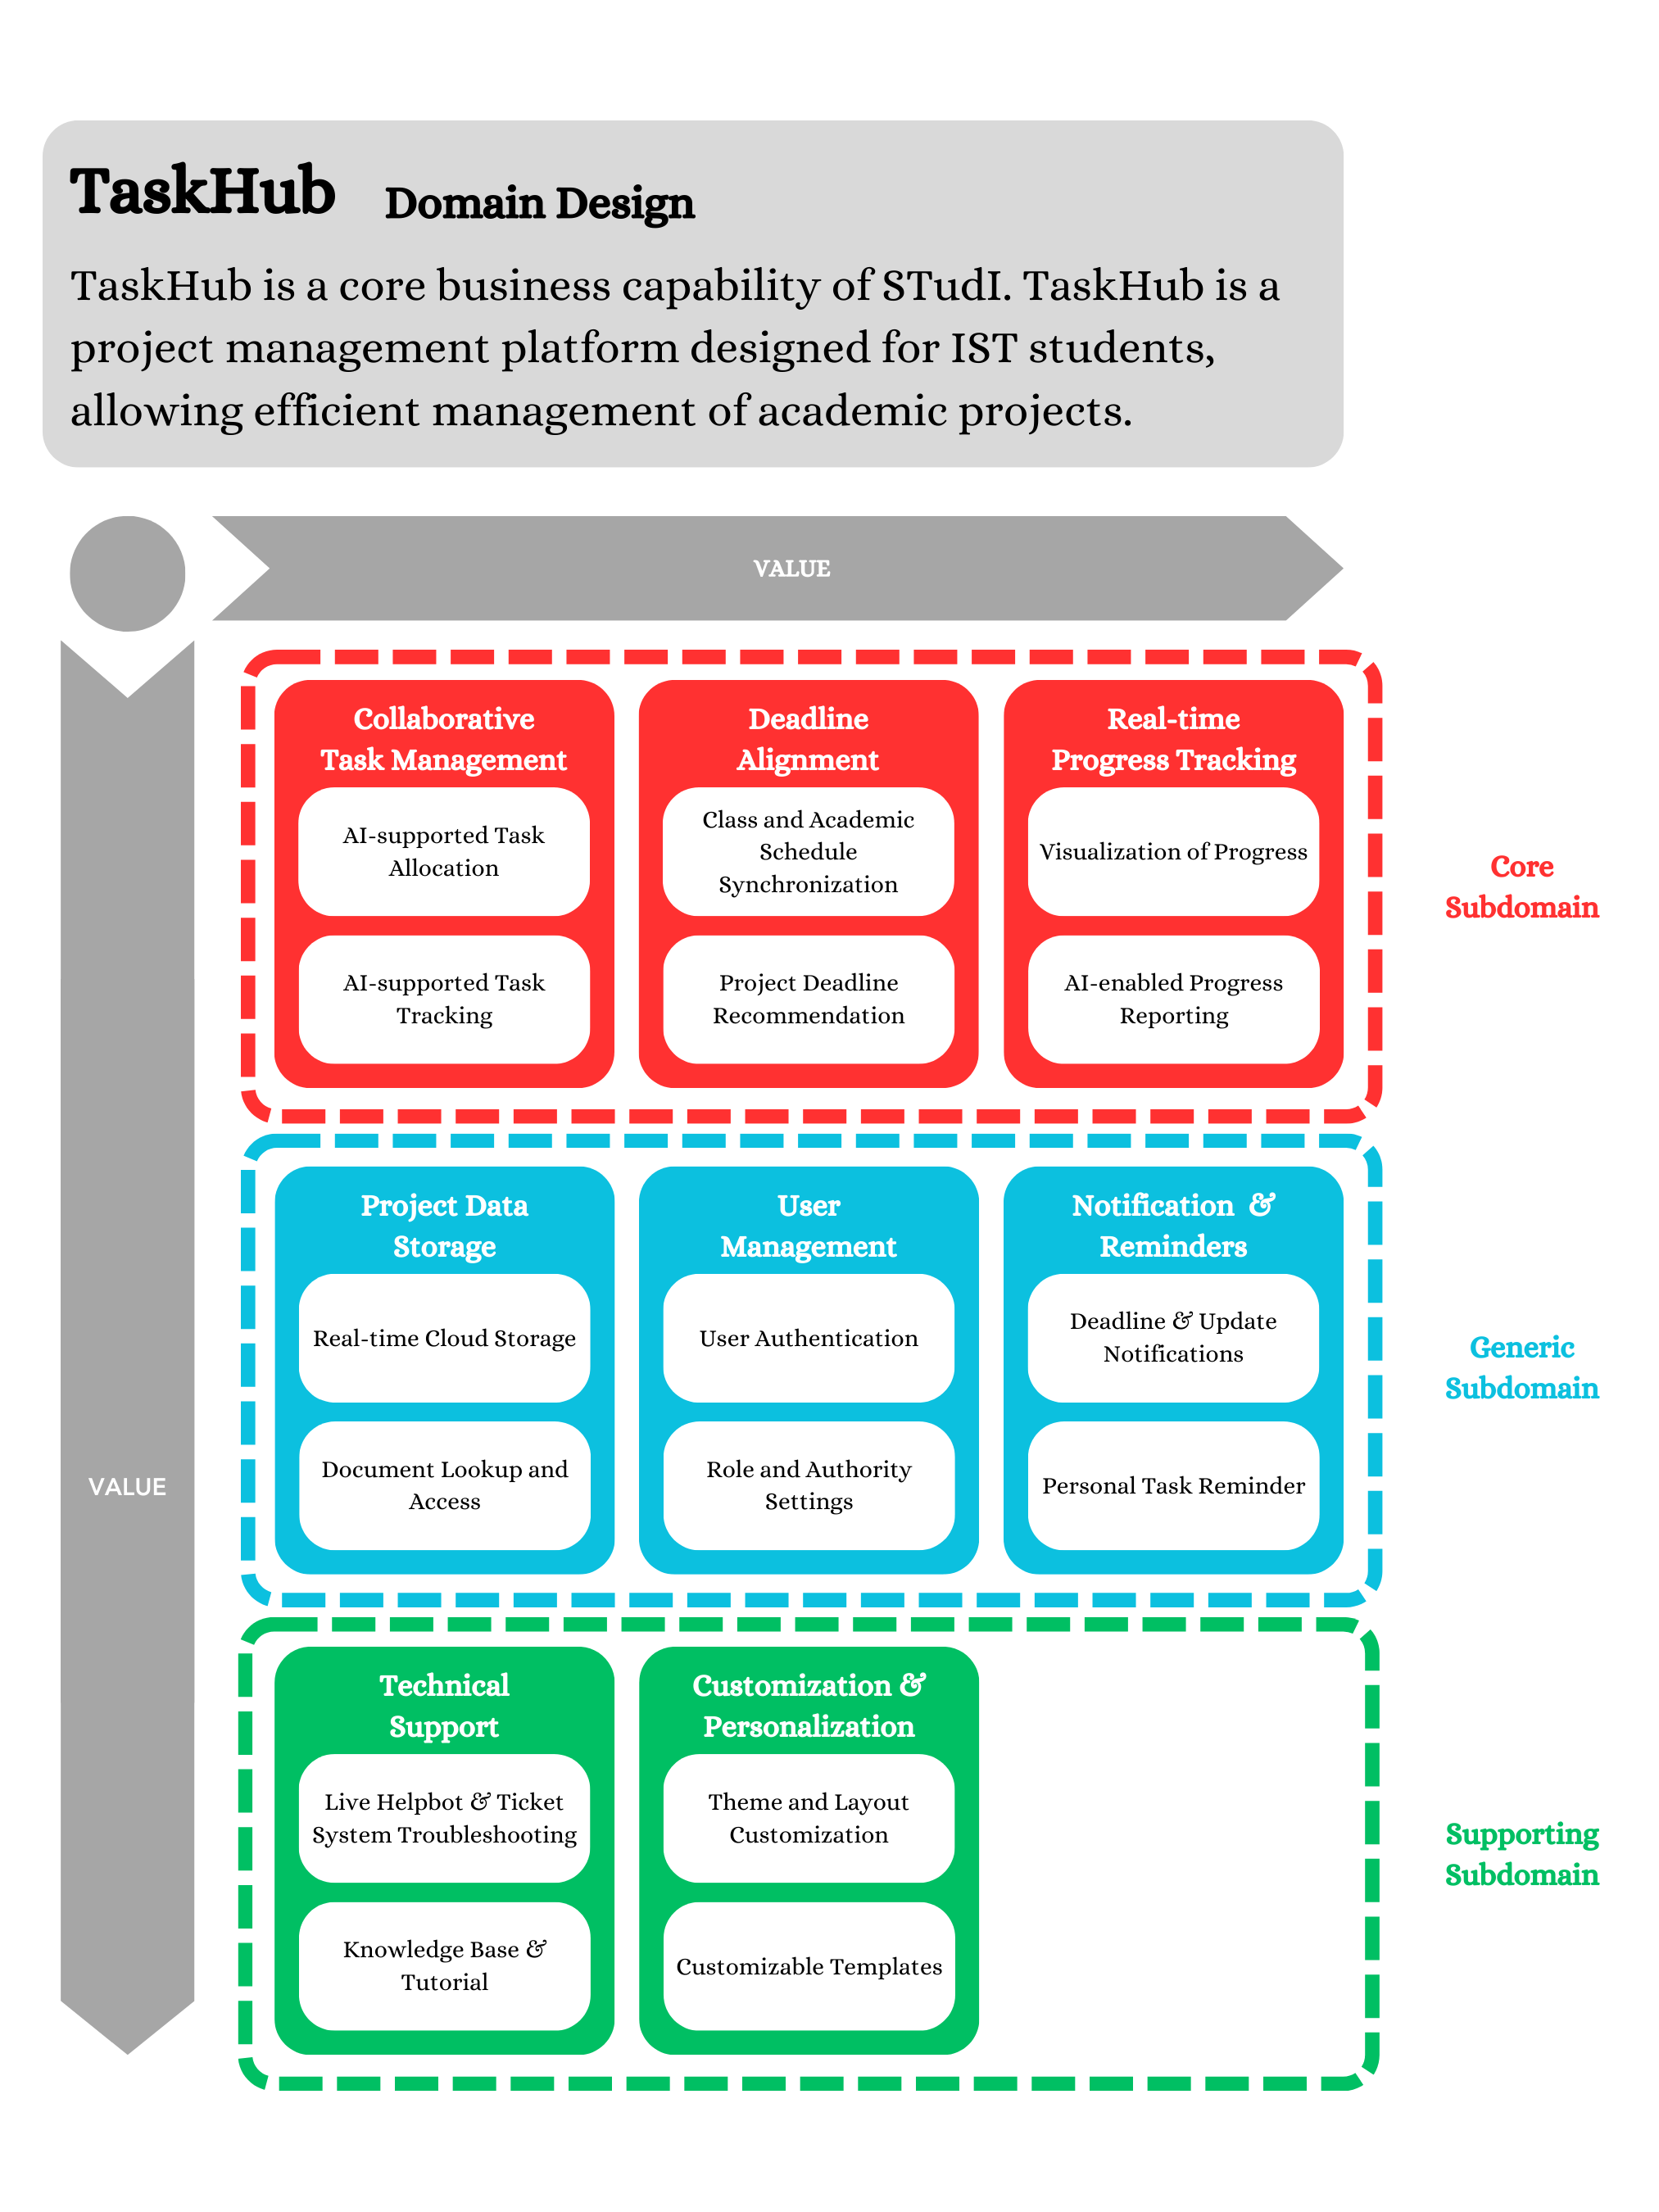 TaskHub Domain Design
TaskHub is a core business capability of STudI. TaskHub is a
project management platform designed for IST students,
allowing efficient management of academic projects.
VALUE
Collaborative
Task Management
AI-supported Task
Allocation
AI-supported Task
Tracking
Deadline
Alignment
Class and Academic
Schedule
Synchronization
Project Deadline
Recommendation
Real-time
Progress Tracking
Visualization of Progress
AI-enabled Progress
Reporting
Core
Subdomain
Project Data
Storage
Real-time Cloud Storage
Document Lookup and
Access
User
Management
User Authentication
Role and Authority
Settings
Notification &
Reminders
Deadline & Update
Notifications
Personal Task Reminder
Generic
Subdomain
VALUE
Technical
Support
Live Helpbot & Ticket
System Troubleshooting
Knowledge Base &
Tutorial
Customization &
Personalization
Theme and Layout
Customization
Customizable Templates
Supporting
Subdomain